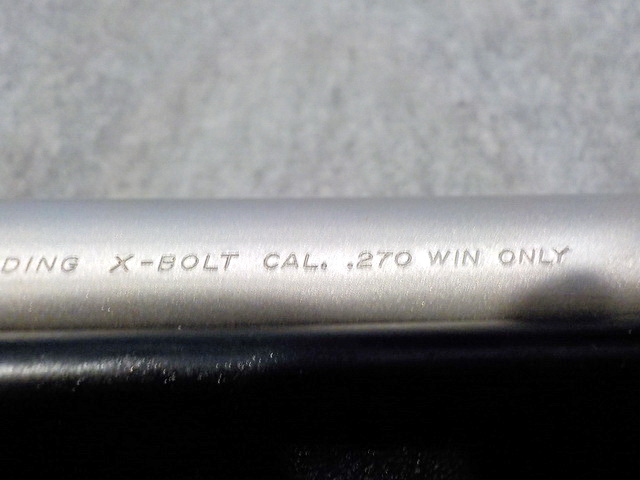 DING X-BOLT CAL. .270 WIN ONLY